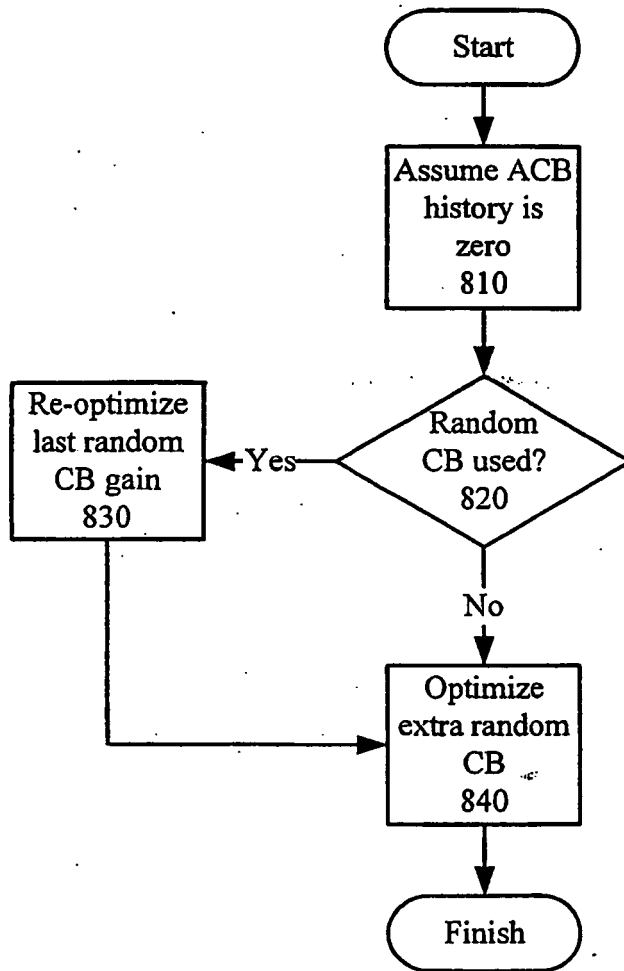 Start
Assume ACB
history is
zero
810
Random
CB used?
820
Yes
Re-optimize
last random
CB gain
830
No
Optimize
extra random
CB
840
Finish